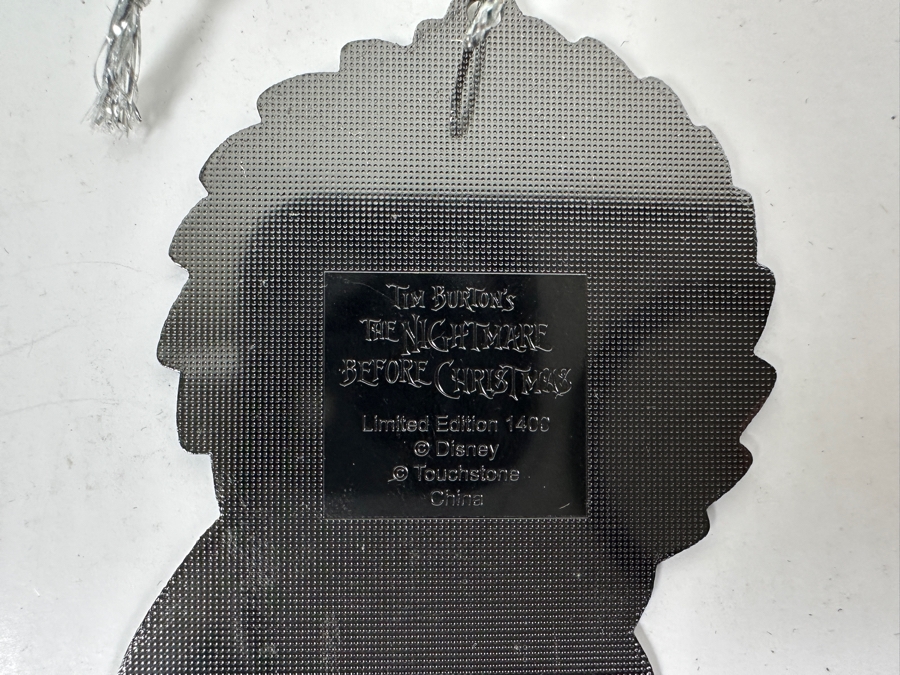 Tim Burton's
The Nightmare
Before Christmas
Limited Edition 1400
© Disney
© Touchstone
China